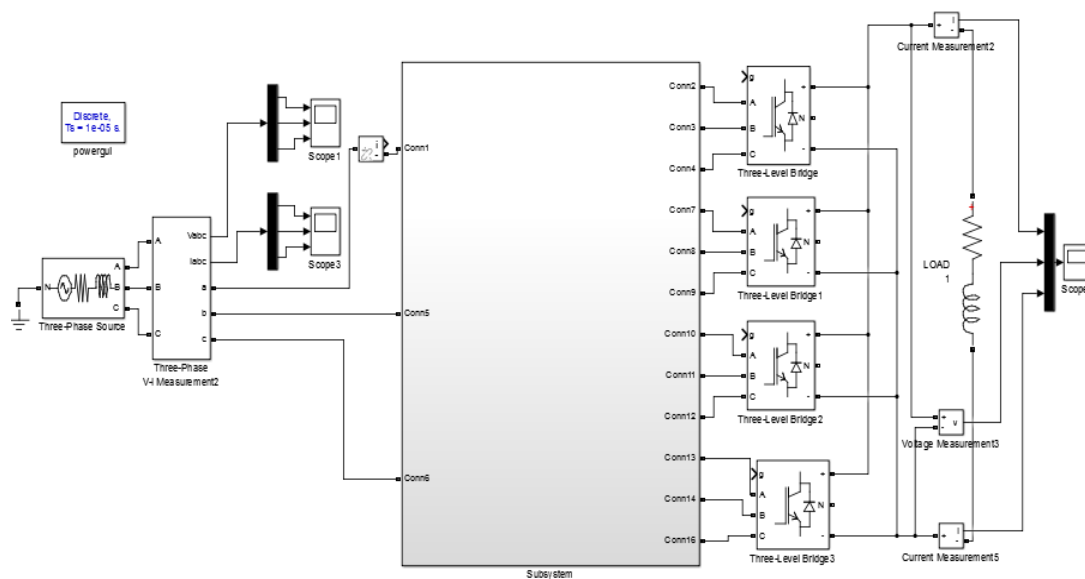 Discrete,
Ts = 1e-05 s.
powergui
Scope1
Scope3
N
A
B
C
Three-Phase Source
A
B
C
Vabc
Iabc
a
b
c
Three-Phase
V-I Measurement2
i
+
-
Conn1
Conn5
Conn6
Subsystem
Conn2
Conn3
Conn4
Conn7
Conn8
Conn9
Conn10
Conn11
Conn12
Conn13
Conn14
Conn16
g
A
B
C
+
N
-
Three-Level Bridge
g
A
B
C
+
N
-
Three-Level Bridge1
g
A
B
C
+
N
-
Three-Level Bridge2
g
A
B
C
+
N
-
Three-Level Bridge3
+
i
-
Current Measurement2
+
LOAD
1
+
-
v
Voltage Measurement3
+
i
-
Current Measurement5
Scope